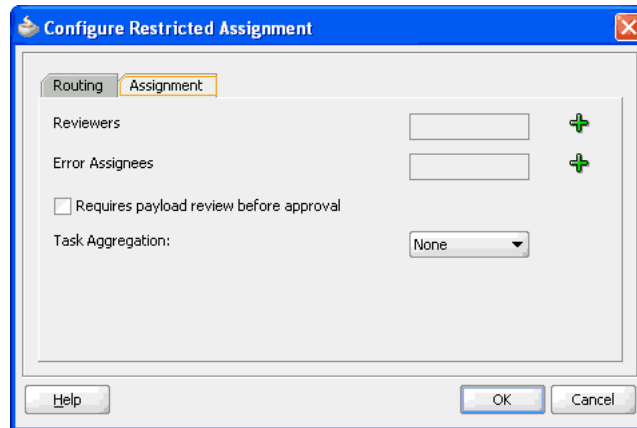 Configure Restricted Assignment
Routing Assignment
Reviewers
Error Assignees
Requires payload review before approval
Task Aggregation: None
Help OK Cancel